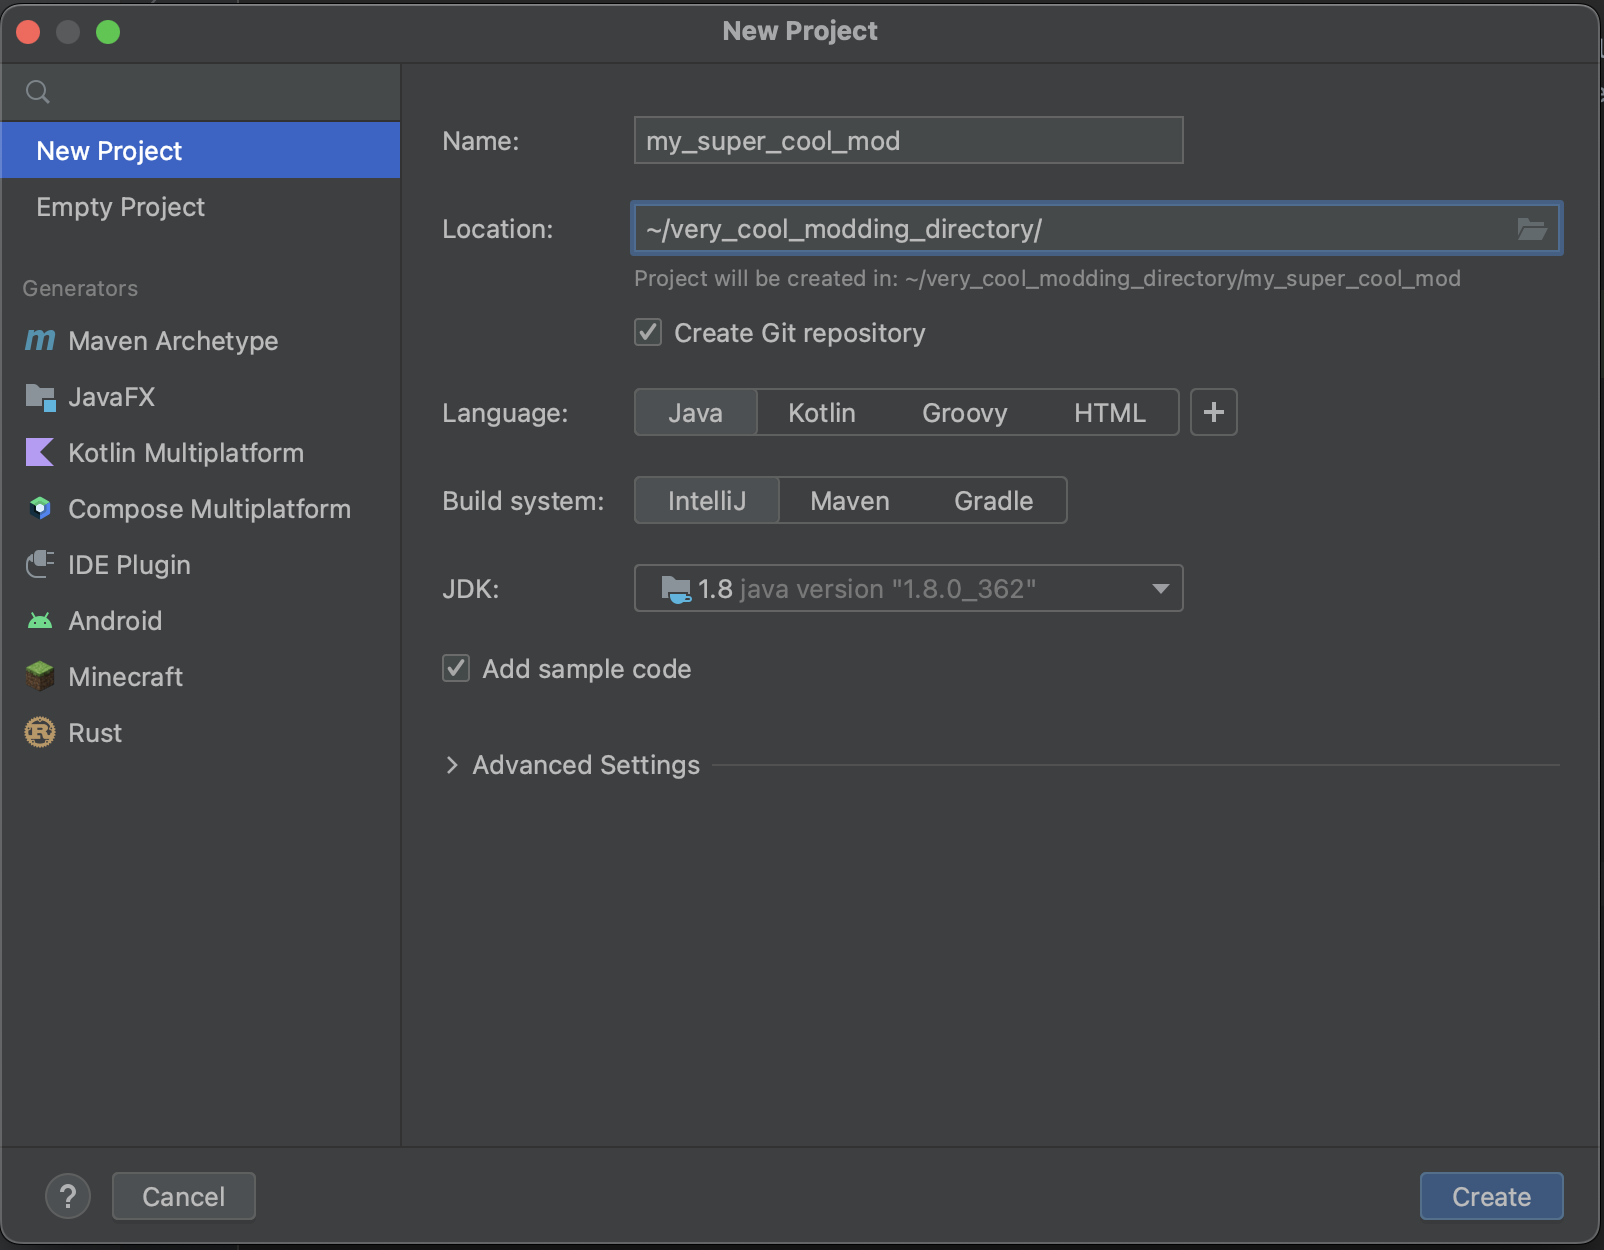 New Project
New Project
Empty Project
Generators
Maven Archetype
JavaFX
Kotlin Multiplatform
Compose Multiplatform
IDE Plugin
Android
Minecraft
Rust
Name: my_super_cool_mod
Location: ~/very_cool_modding_directory/
Project will be created in: ~/very_cool_modding_directory/my_super_cool_mod
Create Git repository
Language: Java Kotlin Groovy HTML +
Build system: IntelliJ Maven Gradle
JDK: 1.8 java version "1.8.0_362"
Add sample code
Advanced Settings
? Cancel Create